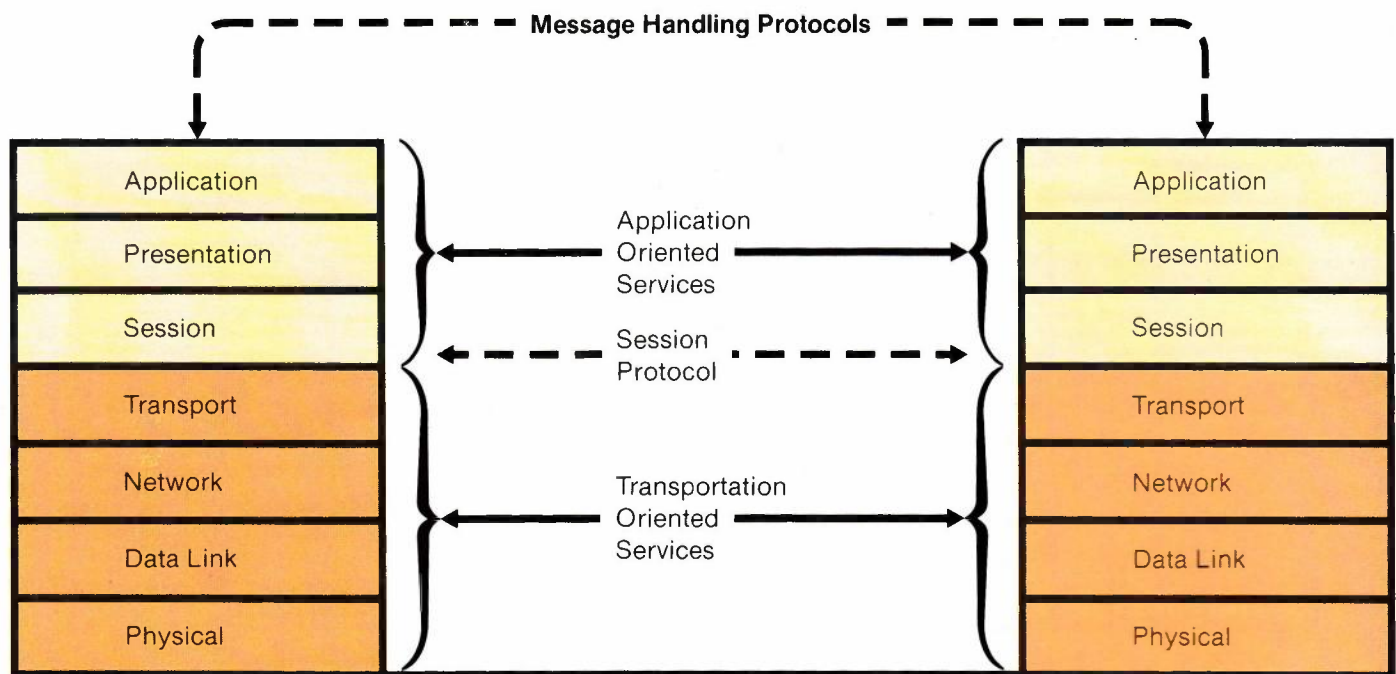 Message Handling Protocols
Application
Presentation
Session
Transport
Network
Data Link
Physical
Application
Oriented
Services
Session
Protocol
Transportation
Oriented
Services
Application
Presentation
Session
Transport
Network
Data Link
Physical